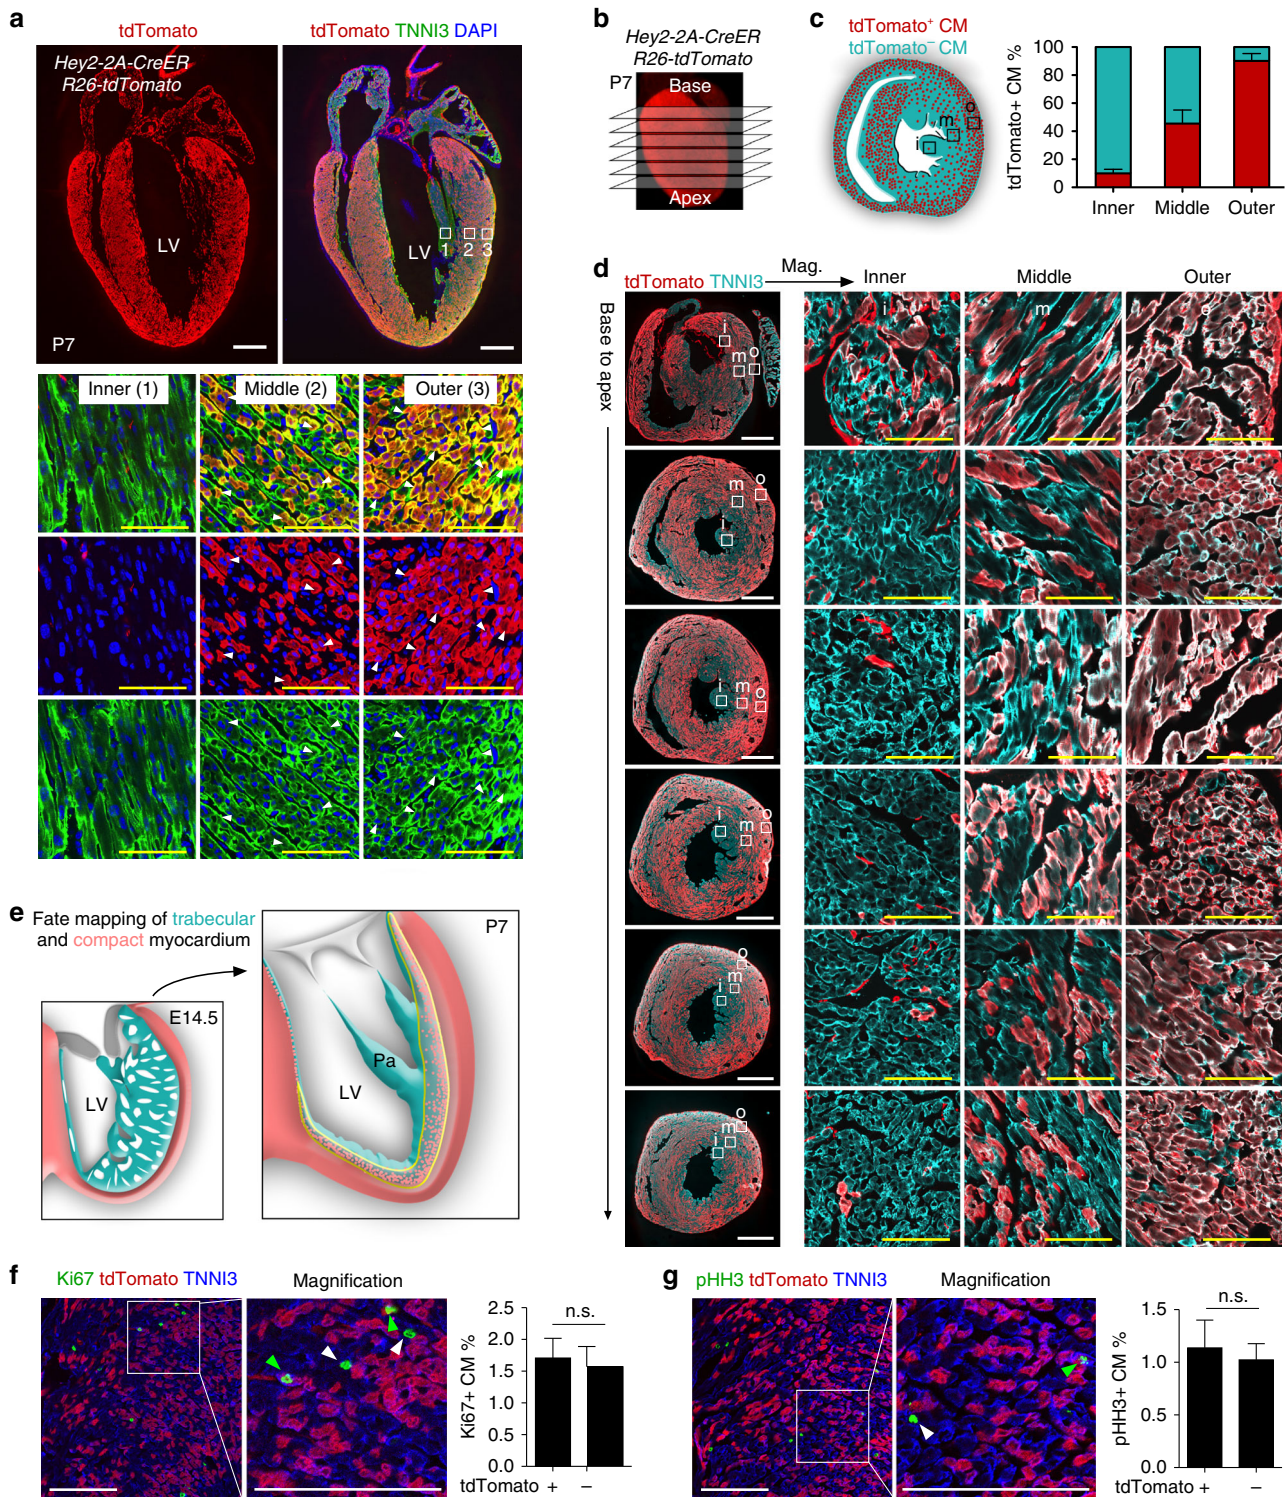 a
tdTomato
tdTomato TNNI3 DAPI
Hey2-2A-CreER
R26-tdTomato
LV
P7
LV
1 2 3
Inner (1)
Middle (2)
Outer (3)
b
Hey2-2A-CreER
R26-tdTomato
P7
Base
Apex
c
tdTomato+ CM
tdTomato− CM
i
m
o
tdTomato+ CM %
100
80
60
40
20
0
Inner
Middle
Outer
d
tdTomato TNNI3
Mag.
Inner
Middle
Outer
Base to apex
i
m
o
i
m
i
m
o
i
m
o
i
m
o
i
m
o
i
m
o
e
Fate mapping of trabecular
and compact myocardium
E14.5
LV
P7
Pa
LV
f
Ki67 tdTomato TNNI3
Magnification
Ki67+ CM %
2.5
2.0
1.5
1.0
0.5
0.0
n.s.
tdTomato + −
g
pHH3 tdTomato TNNI3
Magnification
pHH3+ CM %
1.5
1.0
0.5
0.0
n.s.
tdTomato + −